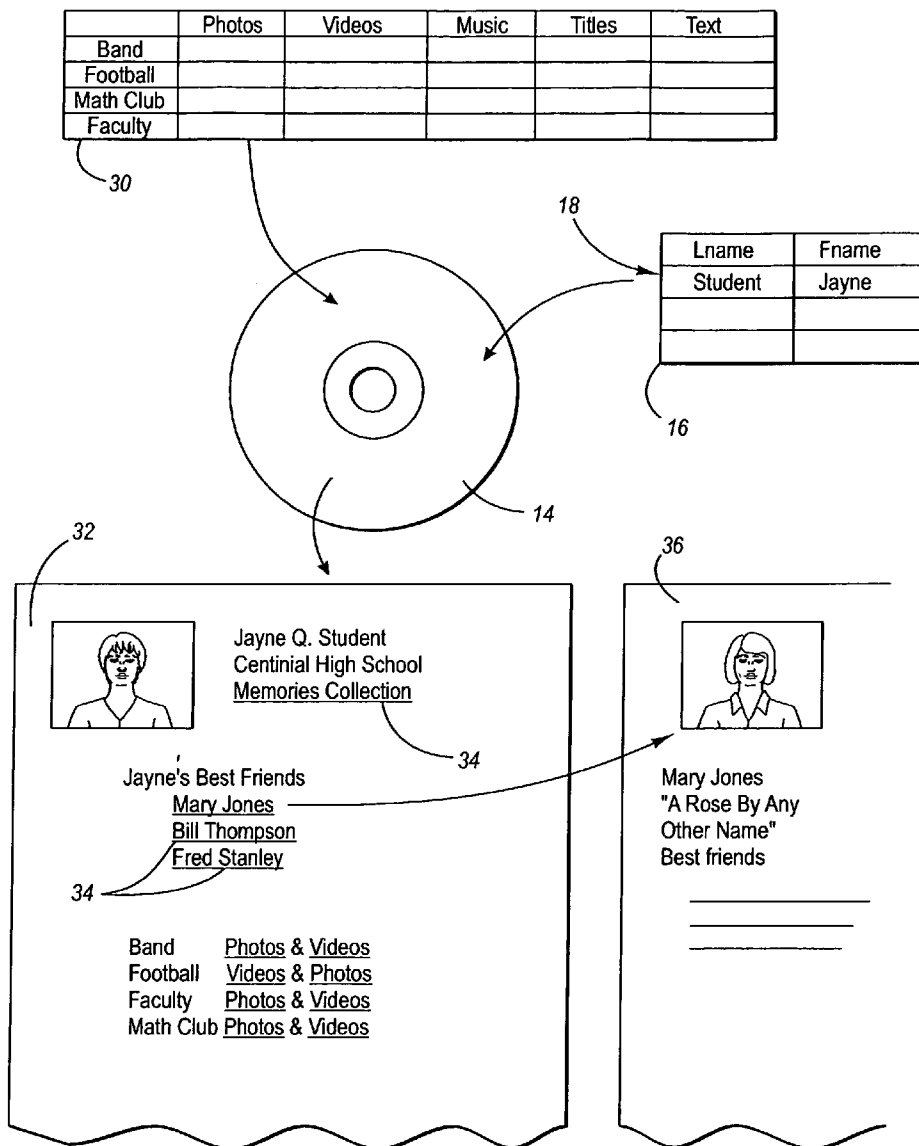 Photos Videos Music Titles Text
Band
Football
Math Club
Faculty
30
18
Lname Fname
Student Jayne
16
14
32
36
Jayne Q. Student
Centinial High School
Memories Collection
34
Jayne's Best Friends
Mary Jones
Bill Thompson
Fred Stanley
34
Band Photos & Videos
Football Videos & Photos
Faculty Photos & Videos
Math Club Photos & Videos
Mary Jones
"A Rose By Any
Other Name"
Best friends